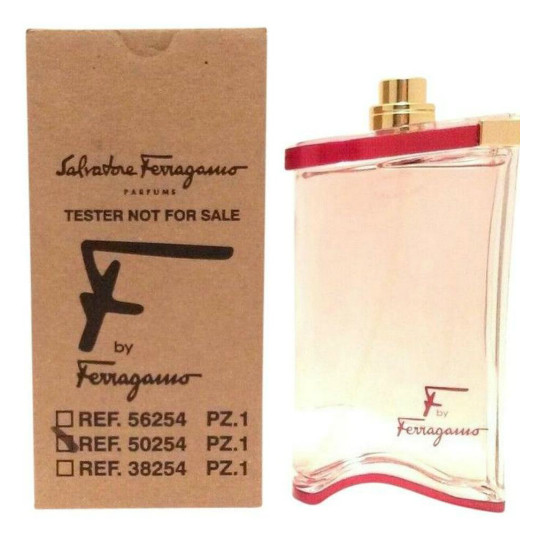 Salvatore Ferragamo
PARFUMS
TESTER NOT FOR SALE
F
by
Ferragamo
REF. 56254 PZ.1
REF. 50254 PZ.1
REF. 38254 PZ.1
F
by
Ferragamo